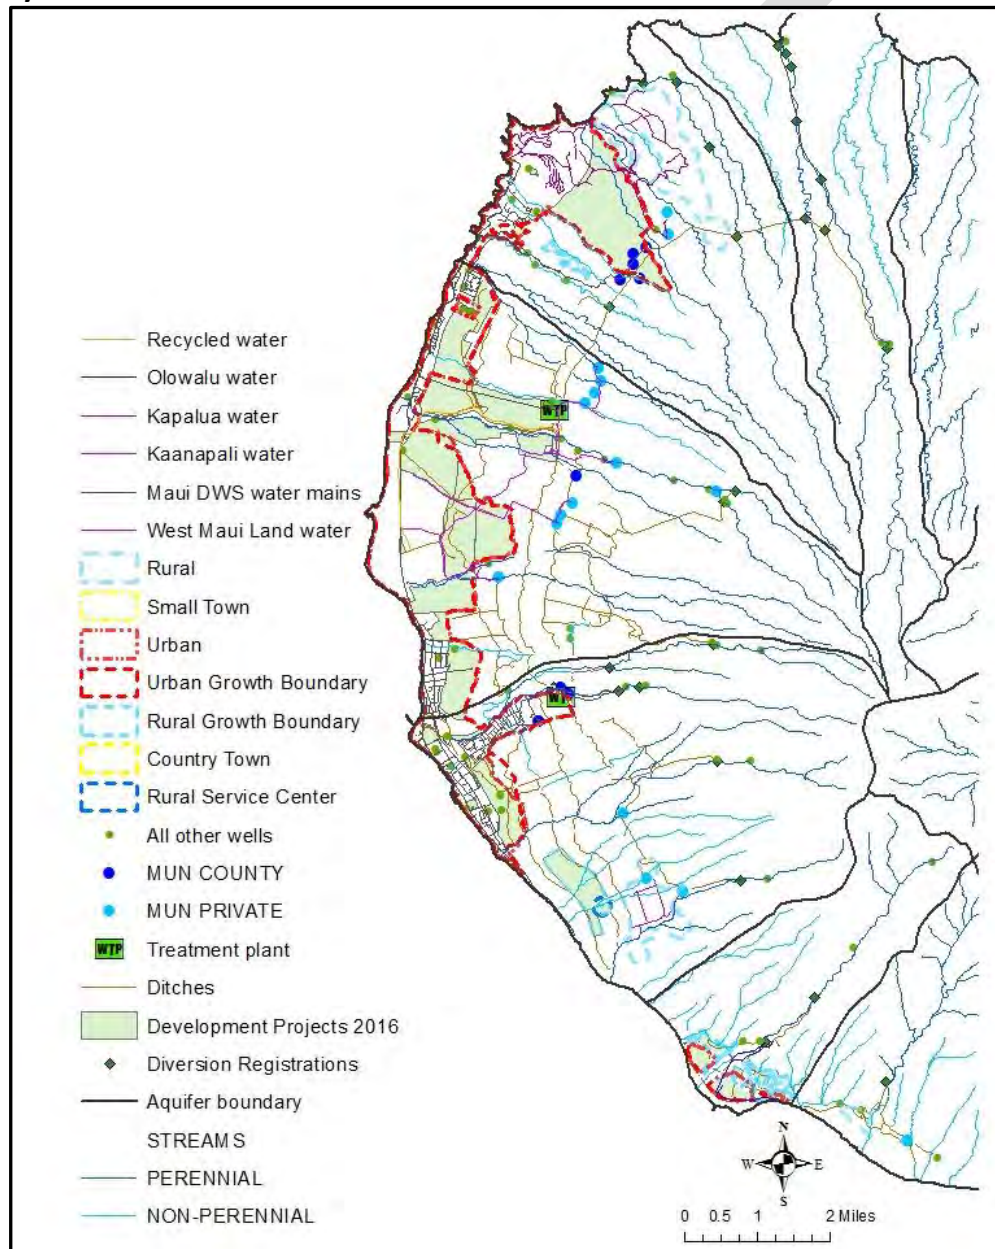 Recycled water
Olowalu water
Kapalua water
Kaanapali water
Maui DWS water mains
West Maui Land water
Rural
Small Town
Urban
Urban Growth Boundary
Rural Growth Boundary
Country Town
Rural Service Center
All other wells
MUN COUNTY
MUN PRIVATE
WTP Treatment plant
Ditches
Development Projects 2016
Diversion Registrations
Aquifer boundary
STREAMS
PERENNIAL
NON-PERENNIAL
WTP
WT
N
W E
S
0 0.5 1 2 Miles